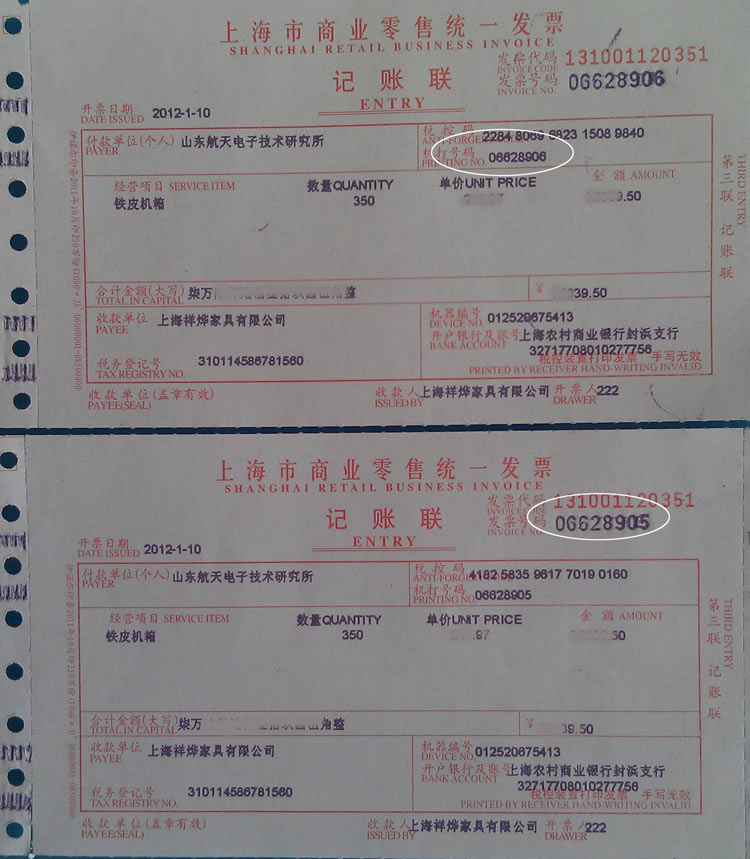 上海市商业零售统一发票
SHANGHAI RETAIL BUSINESS INVOICE
发票代码 131001120351
INVOICE CODE
发票号码 06628906
INVOICE NO
记账联
ENTRY
开票日期 2012-1-10
DATE ISSUED
付款单位(个人) 山东航天电子技术研究所
PAYER
税控码 2284 8069 9823 1508 9840
机打号码 06628906
PRINTING NO.
经营项目 SERVICE ITEM 数量QUANTITY 单价UNIT PRICE 金额 AMOUNT
铁皮机箱 350 9.50
合计金额(大写) 柒万 角整 ¥ 39.50
TOTAL IN CAPITAL
收款单位 上海祥烨家具有限公司
PAYEE
机器编号 012520675413
DEVICE NO.
开户银行及账号 上海农村商业银行封浜支行
BANK ACCOUNT 32717708010277756
税务登记号 310114586781560
TAX REGISTRY NO.
税控装置打印发票 手写无效
PRINTED BY RECEIVER HAND-WRITING INVALID
收款单位(盖章有效) 收款人 上海祥烨家具有限公司 开票人 222
PAYEE(SEAL) ISSUED BY DRAWER
第三联 记账联
THIRD ENTRY
上海市商业零售统一发票
SHANGHAI RETAIL BUSINESS INVOICE
发票代码 131001120351
INVOICE CODE
发票号码 06628905
INVOICE NO
记账联
ENTRY
开票日期 2012-1-10
DATE ISSUED
付款单位(个人) 山东航天电子技术研究所
PAYER
税控码 4182 5835 9617 7019 0160
机打号码 06628905
PRINTING NO.
经营项目 SERVICE ITEM 数量QUANTITY 单价UNIT PRICE 金额 AMOUNT
铁皮机箱 350 .97 .50
合计金额(大写) 柒万 角整 ¥ 39.50
TOTAL IN CAPITAL
收款单位 上海祥烨家具有限公司
PAYEE
机器编号 012520675413
DEVICE NO.
开户银行及账号 上海农村商业银行封浜支行
BANK ACCOUNT 32717708010277756
税务登记号 310114586781560
TAX REGISTRY NO.
税控装置打印发票 手写无效
PRINTED BY RECEIVER HAND-WRITING INVALID
收款单位(盖章有效) 收款人 上海祥烨家具有限公司 开票人 222
PAYEE(SEAL) ISSUED BY DRAWER
第三联 记账联
THIRD ENTRY